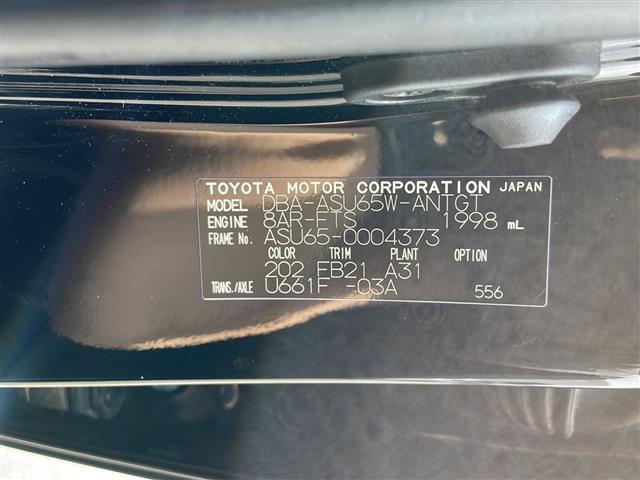 TOYOTA MOTOR CORPORATION JAPAN
MODEL DBA-ASU65W-ANTGT
ENGINE 8AR-FTS 1998 mL
FRAME No. ASU65-0004373
COLOR TRIM PLANT OPTION
202 FB21 A31
TRANS./AXLE U661F -03A 556